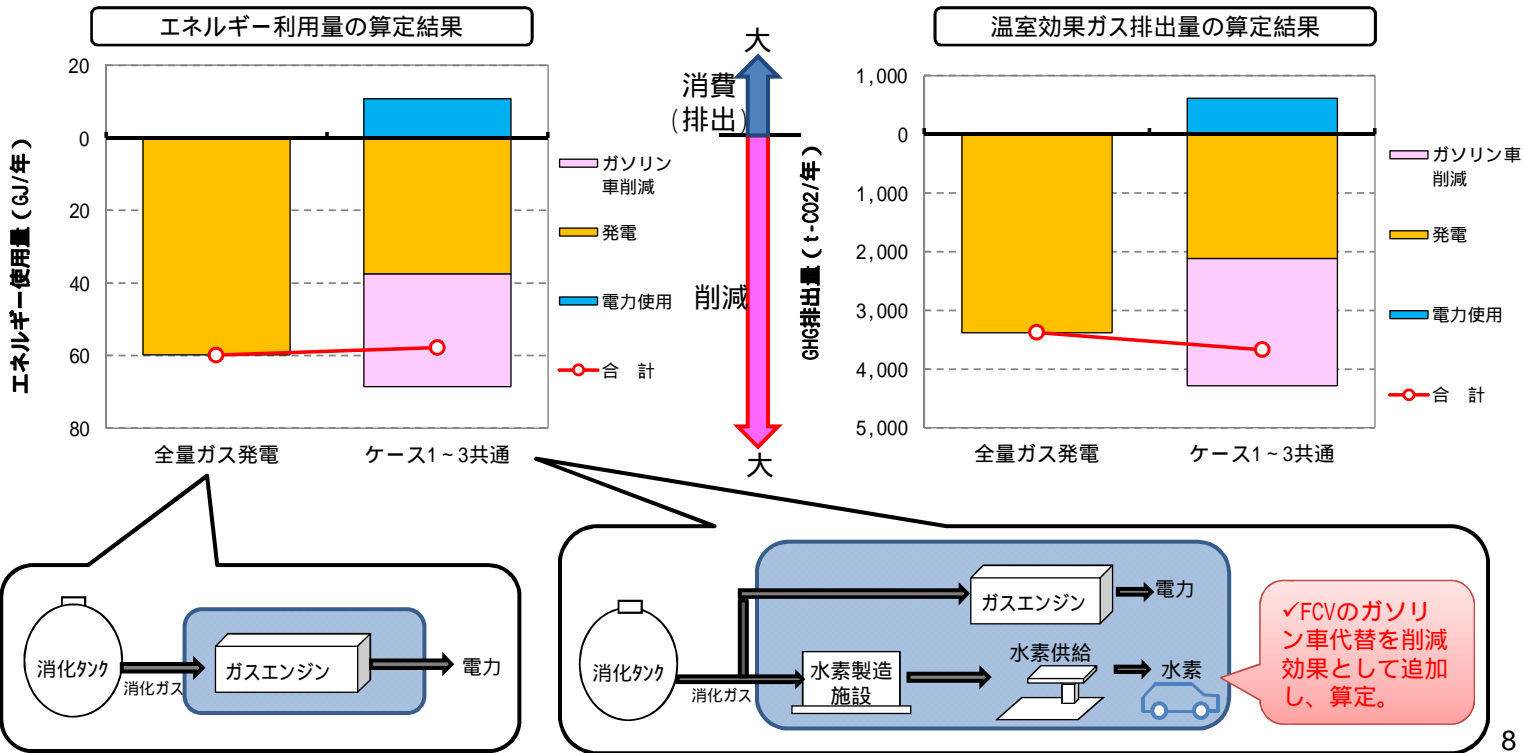 エネルギー利用量の算定結果
エネルギー使用量(GJ/年)
20
0
20
40
60
80
全量ガス発電
ケース1~3共通
ガソリン
車削減
発電
電力使用
合 計
大
消費
(排出)
削減
大
温室効果ガス排出量の算定結果
GHG排出量(t-CO2/年)
1,000
0
1,000
2,000
3,000
4,000
5,000
全量ガス発電
ケース1~3共通
ガソリン車
削減
発電
電力使用
合 計
消化タンク
消化ガス
ガスエンジン
電力
消化タンク
消化ガス
ガスエンジン
電力
水素製造
施設
水素供給
水素
✓FCVのガソリ
ン車代替を削減
効果として追加
し、算定。
8